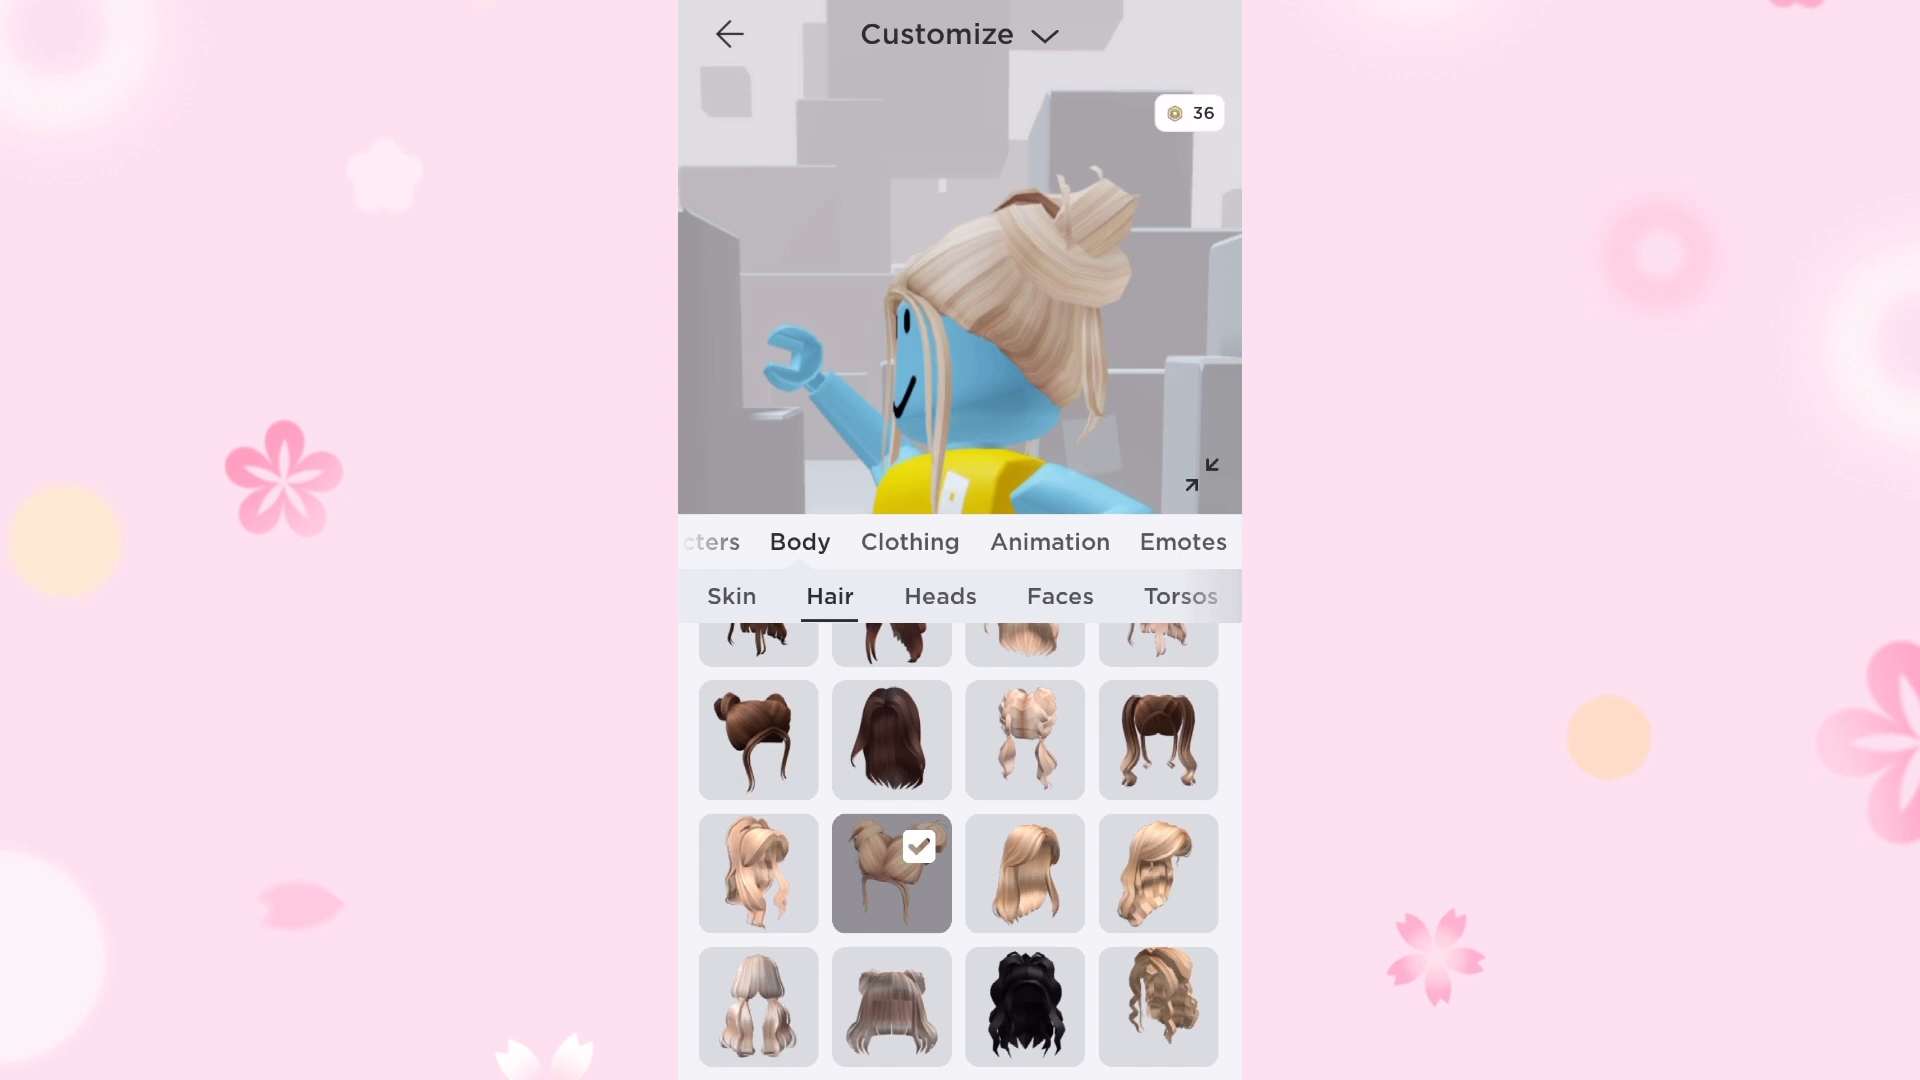 Customize
36
cters Body Clothing Animation Emotes
Skin Hair Heads Faces Torsos